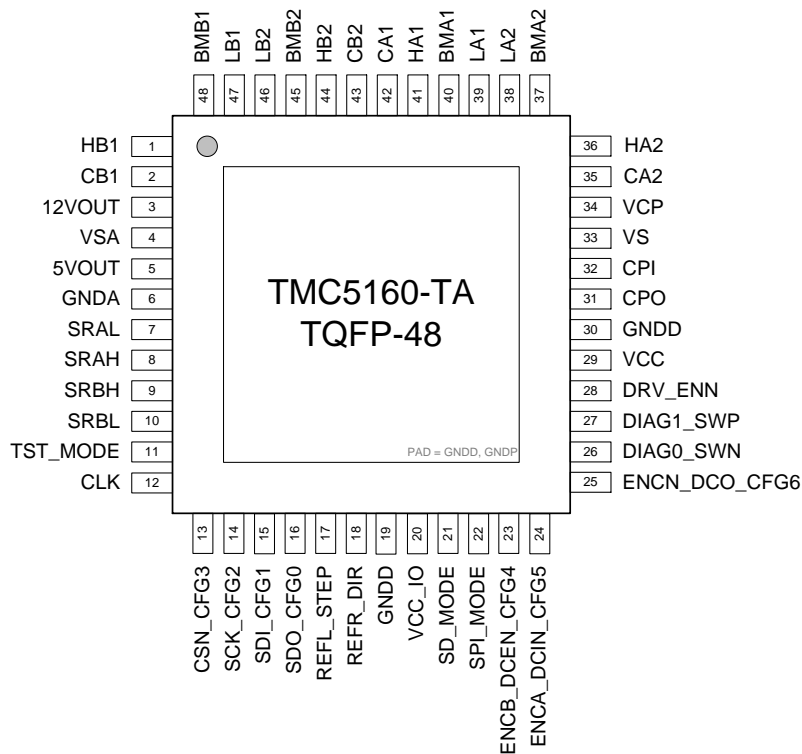 BMB1 LB1 LB2 BMB2 HB2 CB2 CA1 HA1 BMA1 LA1 LA2 BMA2
48 47 46 45 44 43 42 41 40 39 38 37
HB1 1
CB1 2
12VOUT 3
VSA 4
5VOUT 5
GNDA 6
SRAL 7
SRAH 8
SRBH 9
SRBL 10
TST_MODE 11
CLK 12
TMC5160-TA
TQFP-48
PAD = GNDD, GNDP
36 HA2
35 CA2
34 VCP
33 VS
32 CPI
31 CPO
30 GNDD
29 VCC
28 DRV_ENN
27 DIAG1_SWP
26 DIAG0_SWN
25 ENCN_DCO_CFG6
13 14 15 16 17 18 19 20 21 22 23 24
CSN_CFG3 SCK_CFG2 SDI_CFG1 SDO_CFG0 REFL_STEP REFR_DIR GNDD VCC_IO SD_MODE SPI_MODE ENCB_DCEN_CFG4 ENCA_DCIN_CFG5